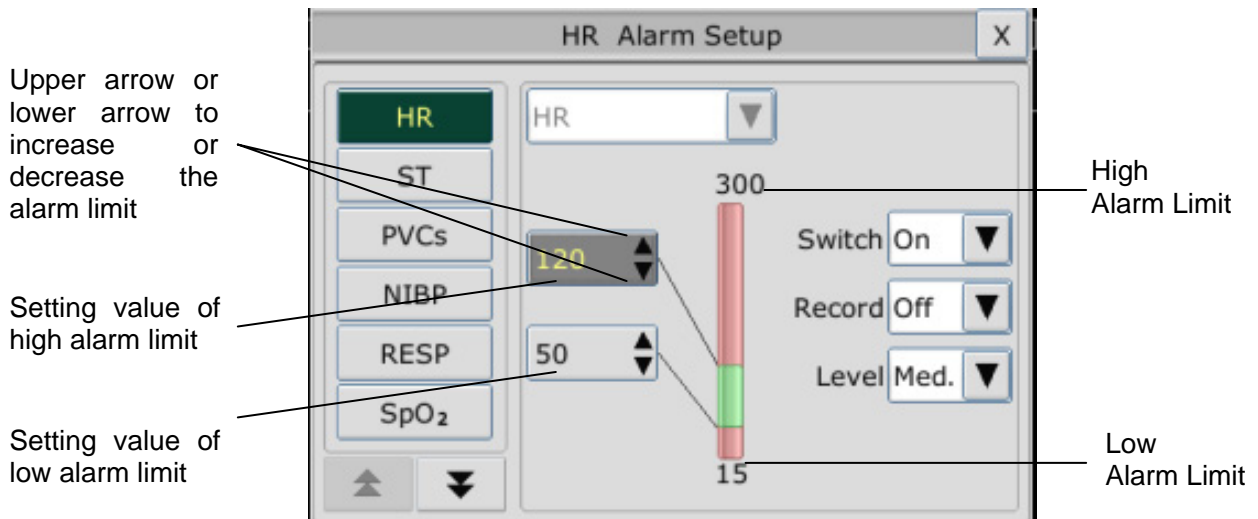 HR Alarm Setup
X
Upper arrow or
lower arrow to
increase or
decrease the
alarm limit
Setting value of
high alarm limit
Setting value of
low alarm limit
HR
ST
PVCs
NIBP
RESP
SpO₂
HR
120
50
300
15
Switch On
Record Off
Level Med.
High
Alarm Limit
Low
Alarm Limit